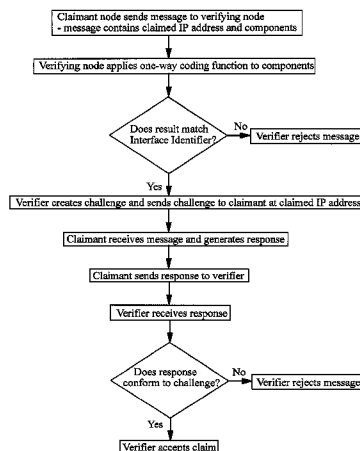 Claimant node sends message to verifying node
- message contains claimed IP address and components
Verifying node applies one-way coding function to components
Does result match
Interface Identifier?
No
Verifier rejects message
Yes
Verifier creates challenge and sends challenge to claimant at claimed IP address
Claimant receives message and generates response
Claimant sends response to verifier
Verifier receives response
Does response
conform to challenge?
No
Verifier rejects message
Yes
Verifier accepts claim